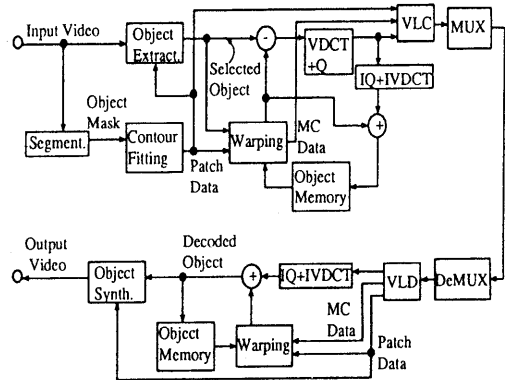 Input Video
Object
Extract.
Selected
Object
-
VDCT
+Q
VLC
MUX
IQ+IVDCT
Object
Mask
Segment.
Contour
Fitting
Patch
Data
Warping
MC
Data
+
Object
Memory
Output
Video
Object
Synth.
Decoded
Object
+
IQ+IVDCT
VLD
DeMUX
Object
Memory
Warping
MC
Data
Patch
Data